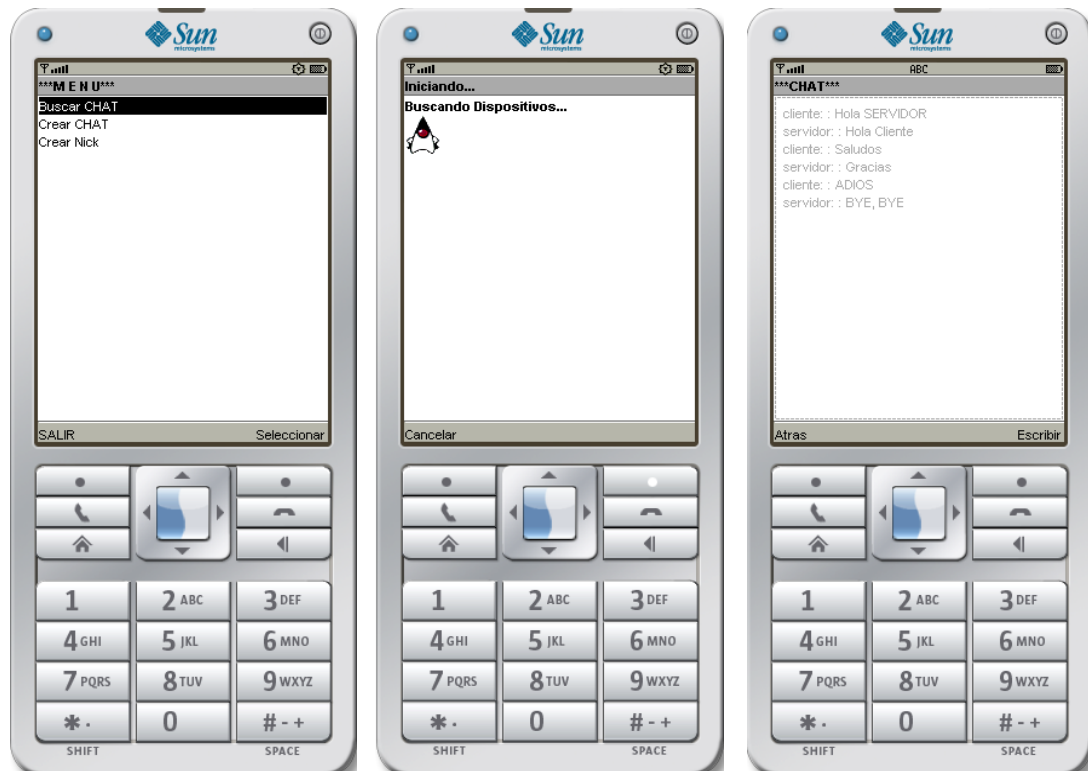 Sun
microsystems
***M E N U***
Buscar CHAT
Crear CHAT
Crear Nick
SALIR
Seleccionar
1
2 ABC
3 DEF
4 GHI
5 JKL
6 MNO
7 PQRS
8 TUV
9 WXYZ
* .
0
# - +
SHIFT
SPACE
Sun
microsystems
Iniciando...
Buscando Dispositivos...
Cancelar
1
2 ABC
3 DEF
4 GHI
5 JKL
6 MNO
7 PQRS
8 TUV
9 WXYZ
* .
0
# - +
SHIFT
SPACE
Sun
microsystems
ABC
***CHAT***
cliente: : Hola SERVIDOR
servidor: : Hola Cliente
cliente: : Saludos
servidor: : Gracias
cliente: : ADIOS
servidor: : BYE, BYE
Atras
Escribir
1
2 ABC
3 DEF
4 GHI
5 JKL
6 MNO
7 PQRS
8 TUV
9 WXYZ
* .
0
# - +
SHIFT
SPACE